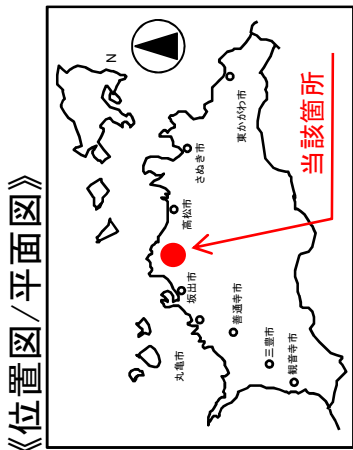 《位置図/平面図》
N
東かがわ市
さぬき市
高松市
当該箇所
坂出市
丸亀市
善通寺市
三豊市
観音寺市